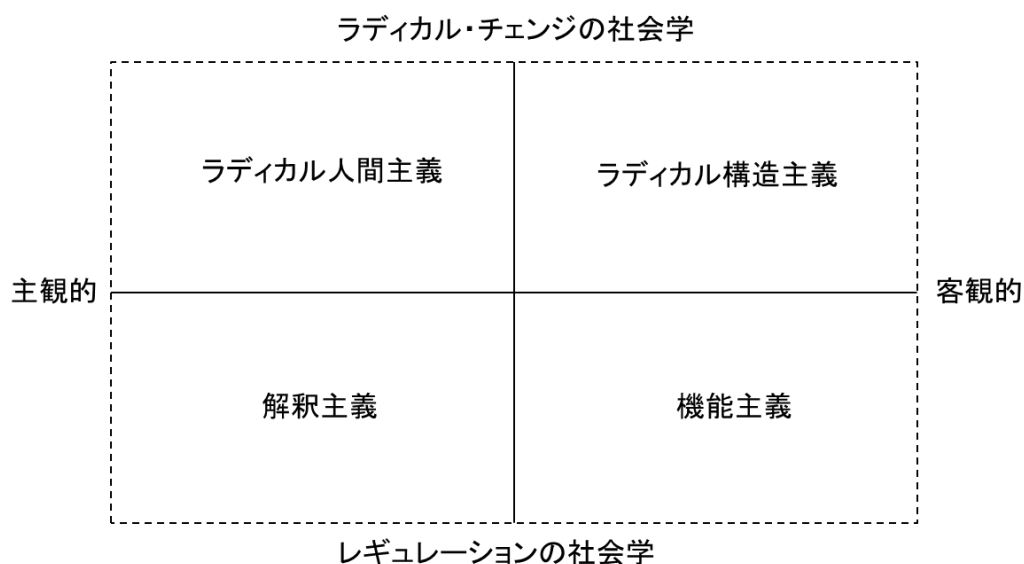 ラディカル・チェンジの社会学
ラディカル人間主義
ラディカル構造主義
主観的
客観的
解釈主義
機能主義
レギュレーションの社会学